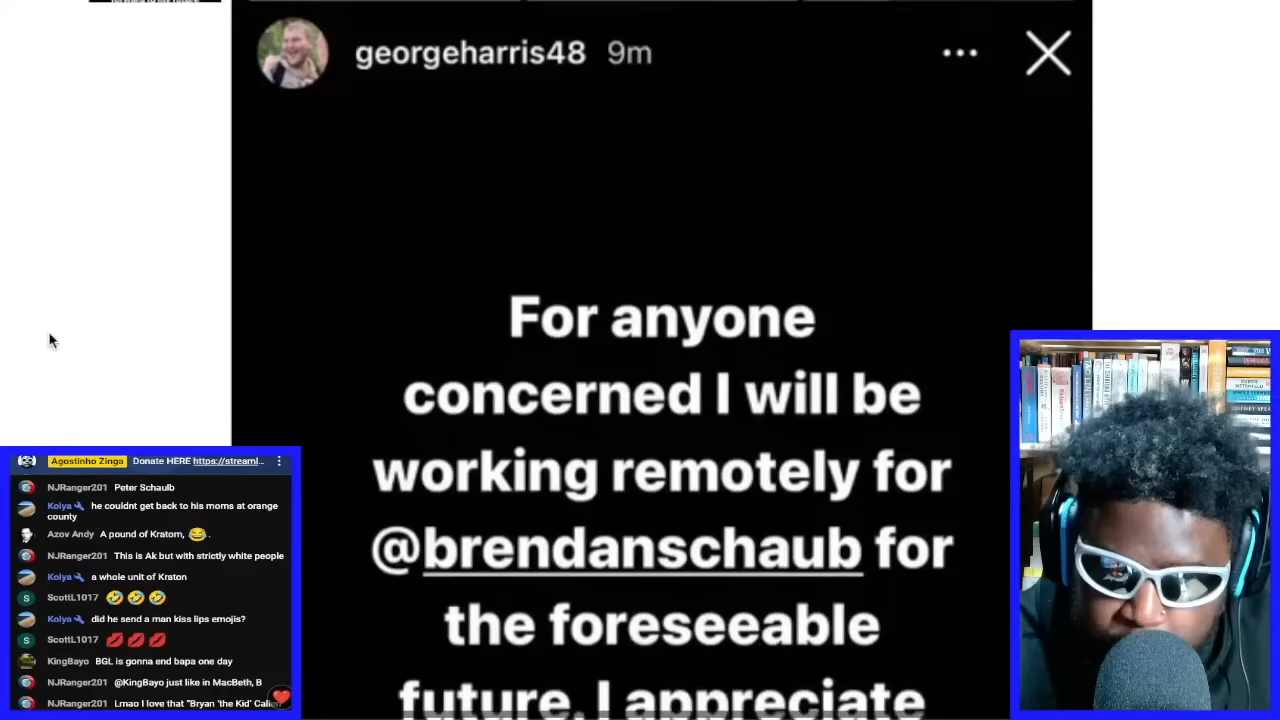 georgeharris48 9m
For anyone
concerned I will be
working remotely for
@brendanschaub for
the foreseeable
future. I appreciate
Agostinho Zinga Donate HERE https://streaml...
NJRanger201 Peter Schaulb
Kolya he couldnt get back to his moms at orange
county
Azov Andy A pound of Kratom, 😂 .
NJRanger201 This is Ak but with strictly white people
Kolya a whole unit of Kraton
S ScottL1017 🤣 🤣 🤣
Kolya did he send a man kiss lips emojis?
S ScottL1017 💋 💋 💋
KingBayo BGL is gonna end bapa one day
NJRanger201 @KingBayo just like in MacBeth, B
NJRanger201 Lmao I love that "Bryan 'the Kid' Callen